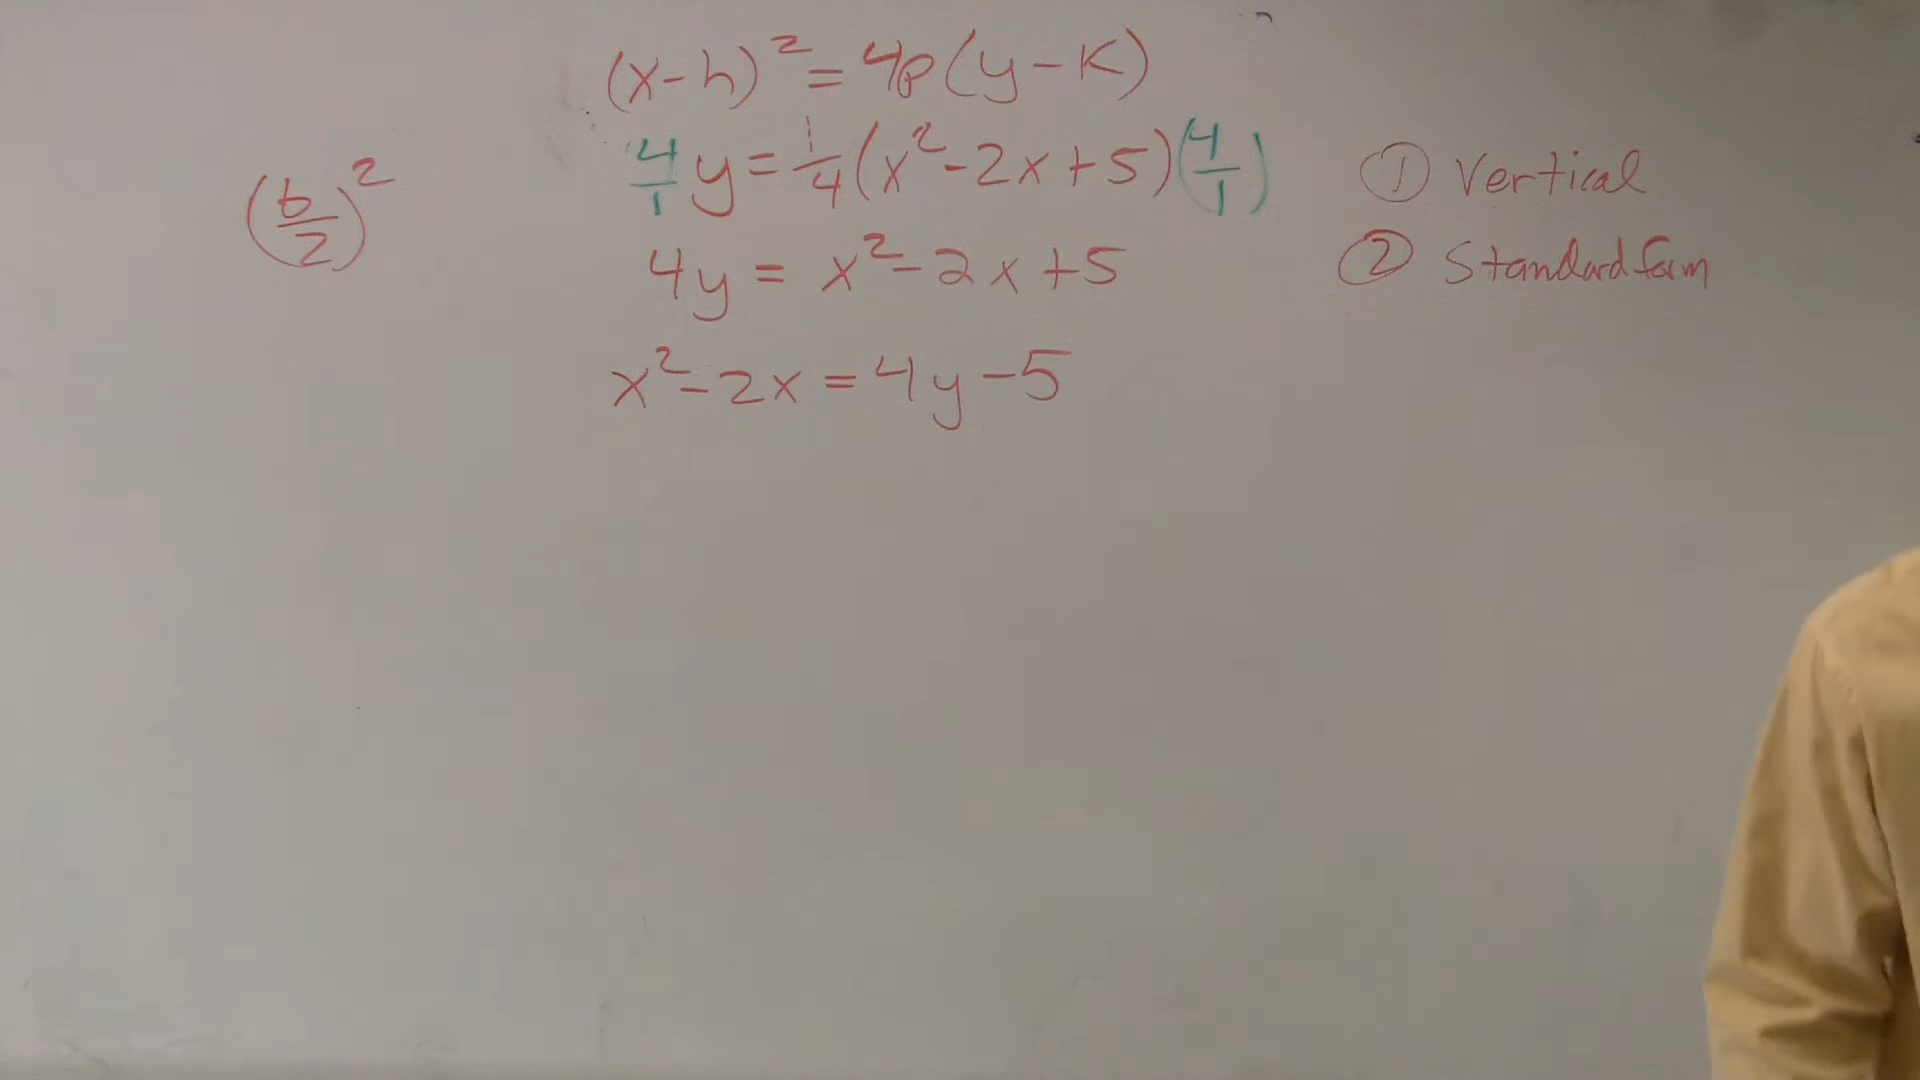 (x-h)² = 4p(y-k)
4/1 y = 1/4(x²-2x+5)(4/1)
4y = x²-2x+5
x²-2x = 4y-5
(b/2)²
① Vertical
② Standard form